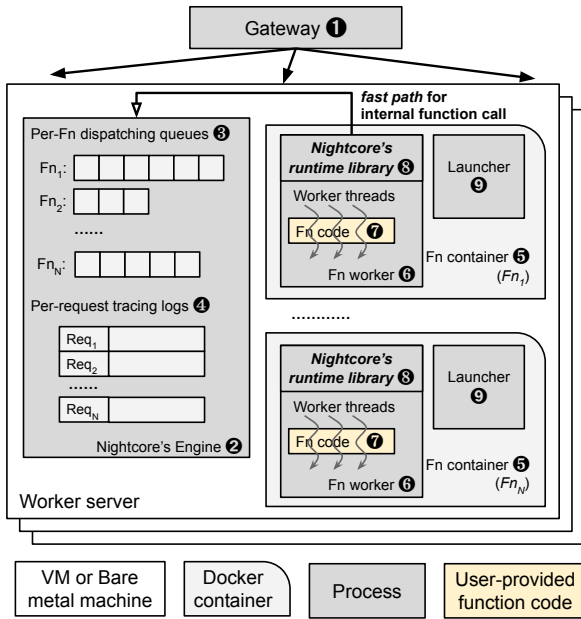 Gateway ❶
fast path for
internal function call
Per-Fn dispatching queues ❸
Fn1:
Fn2:
......
FnN:
Per-request tracing logs ❹
Req1
Req2
......
ReqN
Nightcore's Engine ❷
Nightcore's
runtime library ❽
Worker threads
Fn code ❼
Fn worker ❻
Launcher
❾
Fn container ❺
(Fn1)
............
Nightcore's
runtime library ❽
Worker threads
Fn code ❼
Fn worker ❻
Launcher
❾
Fn container ❺
(FnN)
Worker server
VM or Bare
metal machine
Docker
container
Process
User-provided
function code